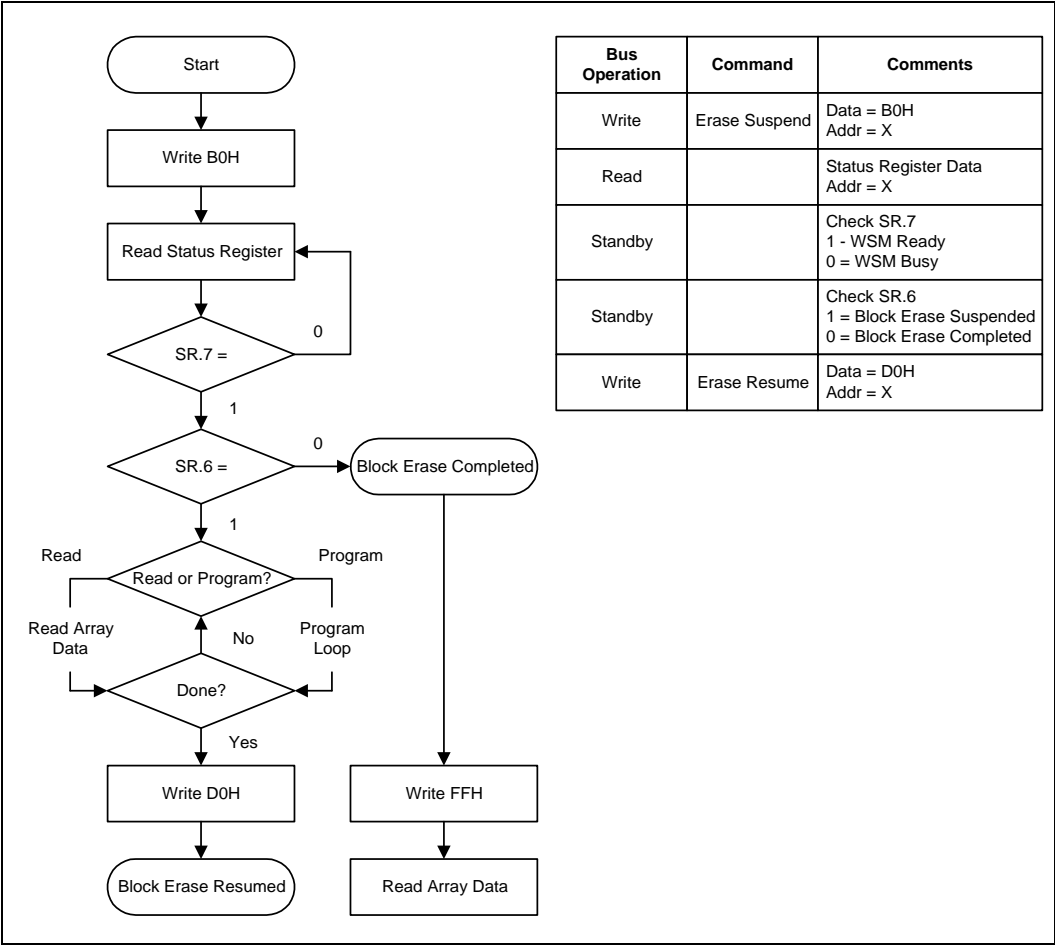 Start
Write B0H
Read Status Register
0
SR.7 =
1
0
SR.6 =
Block Erase Completed
1
Read
Program
Read or Program?
Read Array
Data
No
Program
Loop
Done?
Yes
Write D0H
Write FFH
Block Erase Resumed
Read Array Data
Bus
Operation
Command
Comments
Write
Erase Suspend
Data = B0H
Addr = X
Read
Status Register Data
Addr = X
Standby
Check SR.7
1 - WSM Ready
0 = WSM Busy
Standby
Check SR.6
1 = Block Erase Suspended
0 = Block Erase Completed
Write
Erase Resume
Data = D0H
Addr = X